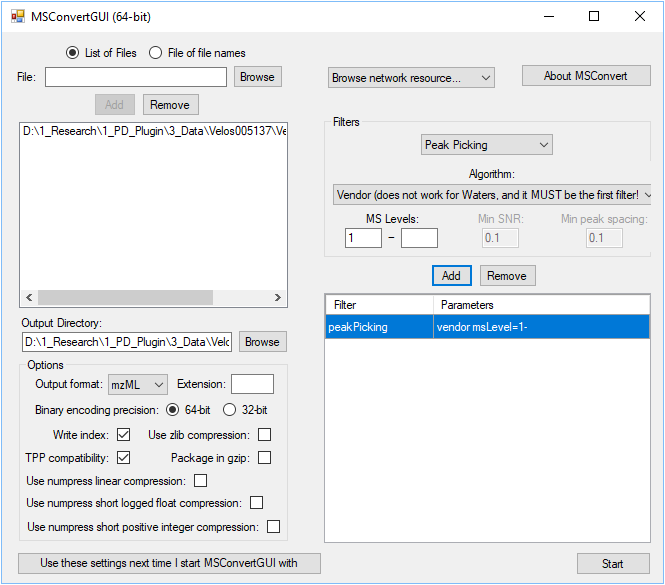 MSConvertGUI (64-bit)
List of Files
File of file names
File:
Browse
Add
Remove
D:\1_Research\1_PD_Plugin\3_Data\Velos005137\Ve
Output Directory:
D:\1_Research\1_PD_Plugin\3_Data\Velo
Browse
Options
Output format: mzML
Extension:
Binary encoding precision: 64-bit 32-bit
Write index:
Use zlib compression:
TPP compatibility:
Package in gzip:
Use numpress linear compression:
Use numpress short logged float compression:
Use numpress short positive integer compression:
Use these settings next time I start MSConvertGUI with
Browse network resource...
About MSConvert
Filters
Peak Picking
Algorithm:
Vendor (does not work for Waters, and it MUST be the first filter!
MS Levels:
Min SNR:
Min peak spacing:
1 –
0.1
0.1
Add
Remove
Filter Parameters
peakPicking vendor msLevel=1-
Start